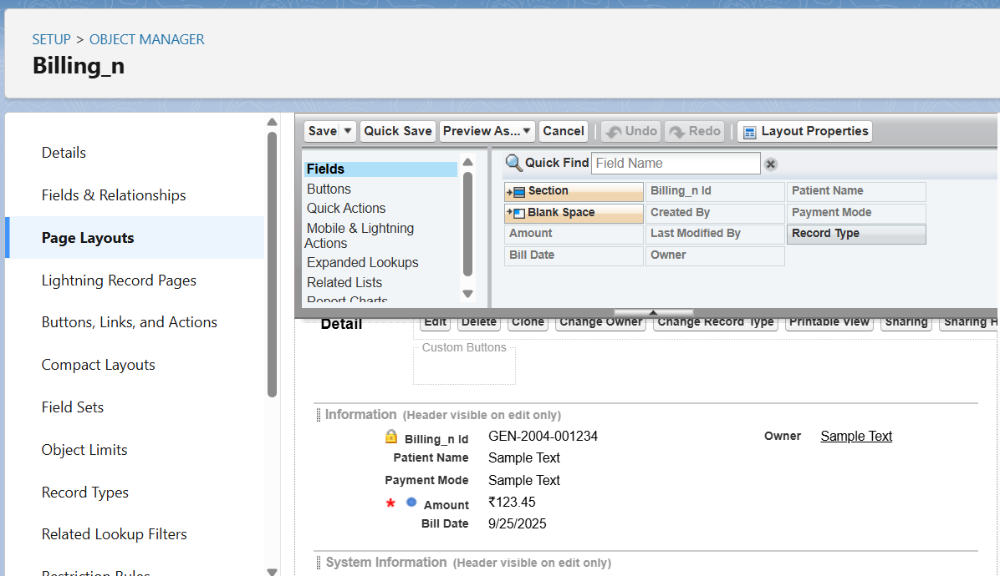 SETUP > OBJECT MANAGER
Billing_n
Details
Fields & Relationships
Page Layouts
Lightning Record Pages
Buttons, Links, and Actions
Compact Layouts
Field Sets
Object Limits
Record Types
Related Lookup Filters
Restriction Rules
Save Quick Save Preview As... Cancel Undo Redo Layout Properties
Fields
Buttons
Quick Actions
Mobile & Lightning
Actions
Expanded Lookups
Related Lists
Report Charts
Quick Find Field Name
Section Billing_n Id Patient Name
Blank Space Created By Payment Mode
Amount Last Modified By Record Type
Bill Date Owner
Detail Edit Delete Clone Change Owner Change Record Type Printable View Sharing Sharing H
Custom Buttons
Information (Header visible on edit only)
Billing_n Id GEN-2004-001234 Owner Sample Text
Patient Name Sample Text
Payment Mode Sample Text
* Amount ₹123.45
Bill Date 9/25/2025
System Information (Header visible on edit only)